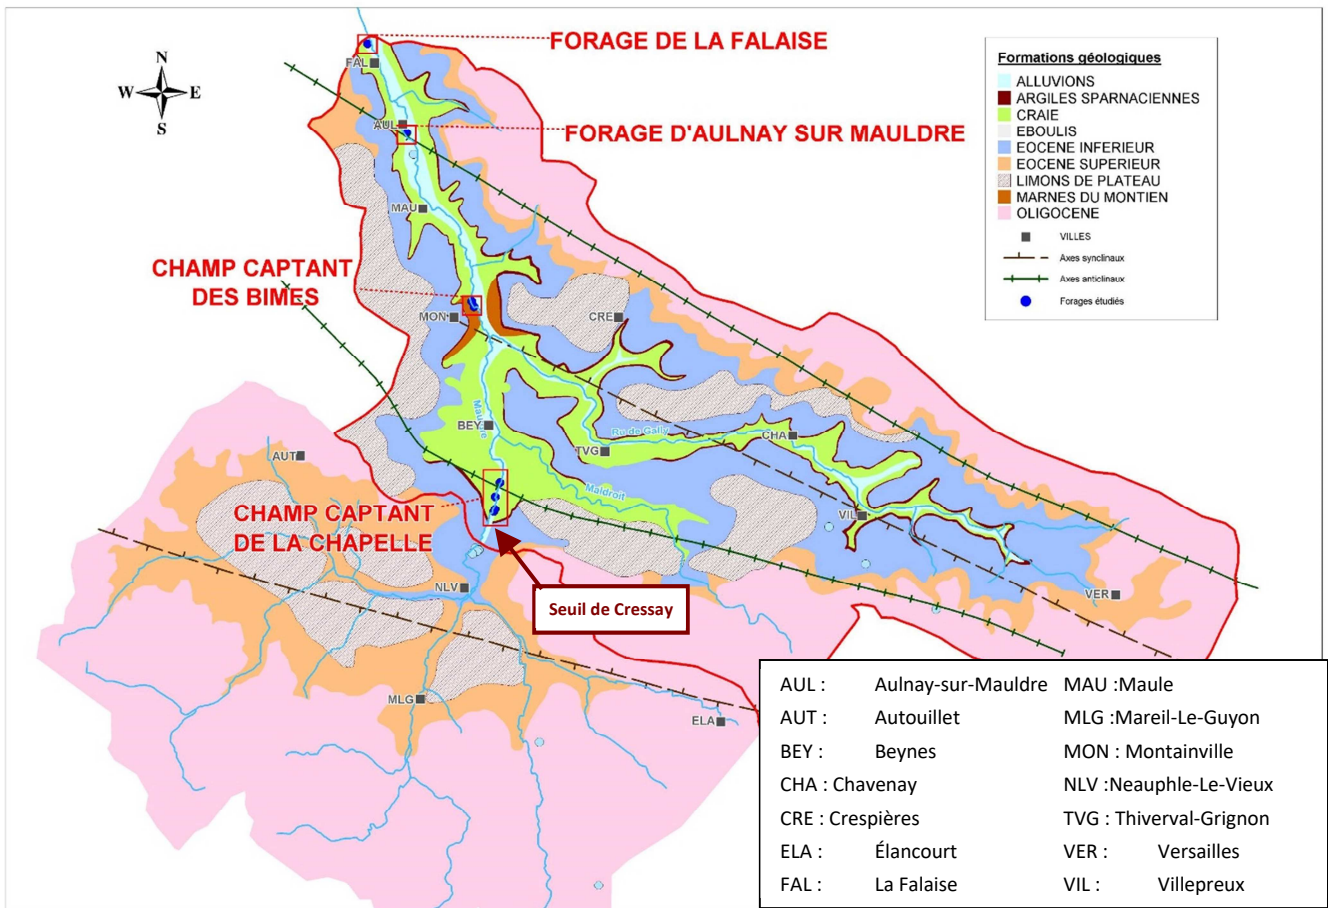 FORAGE DE LA FALAISE
N
W E
S
FAL
AUL
FORAGE D'AULNAY SUR MAULDRE
MAU
CHAMP CAPTANT
DES BIMES
MON
CRE
Formations géologiques
ALLUVIONS
ARGILES SPARNACIENNES
CRAIE
EBOULIS
EOCENE INFERIEUR
EOCENE SUPERIEUR
LIMONS DE PLATEAU
MARNES DU MONTIEN
OLIGOCENE
VILLES
Axes synclinaux
Axes anticlinaux
Forages étudiés
Mauldre
BEY
Ru de Gally
CHA
TVG
AUT
Maldroit
CHAMP CAPTANT
DE LA CHAPELLE
VIL
NLV
Seuil de Cressay
VER
MLG
ELA
AUL : Aulnay-sur-Mauldre MAU :Maule
AUT : Autouillet MLG :Mareil-Le-Guyon
BEY : Beynes MON : Montainville
CHA : Chavenay NLV :Neauphle-Le-Vieux
CRE : Crespières TVG : Thiverval-Grignon
ELA : Élancourt VER : Versailles
FAL : La Falaise VIL : Villepreux